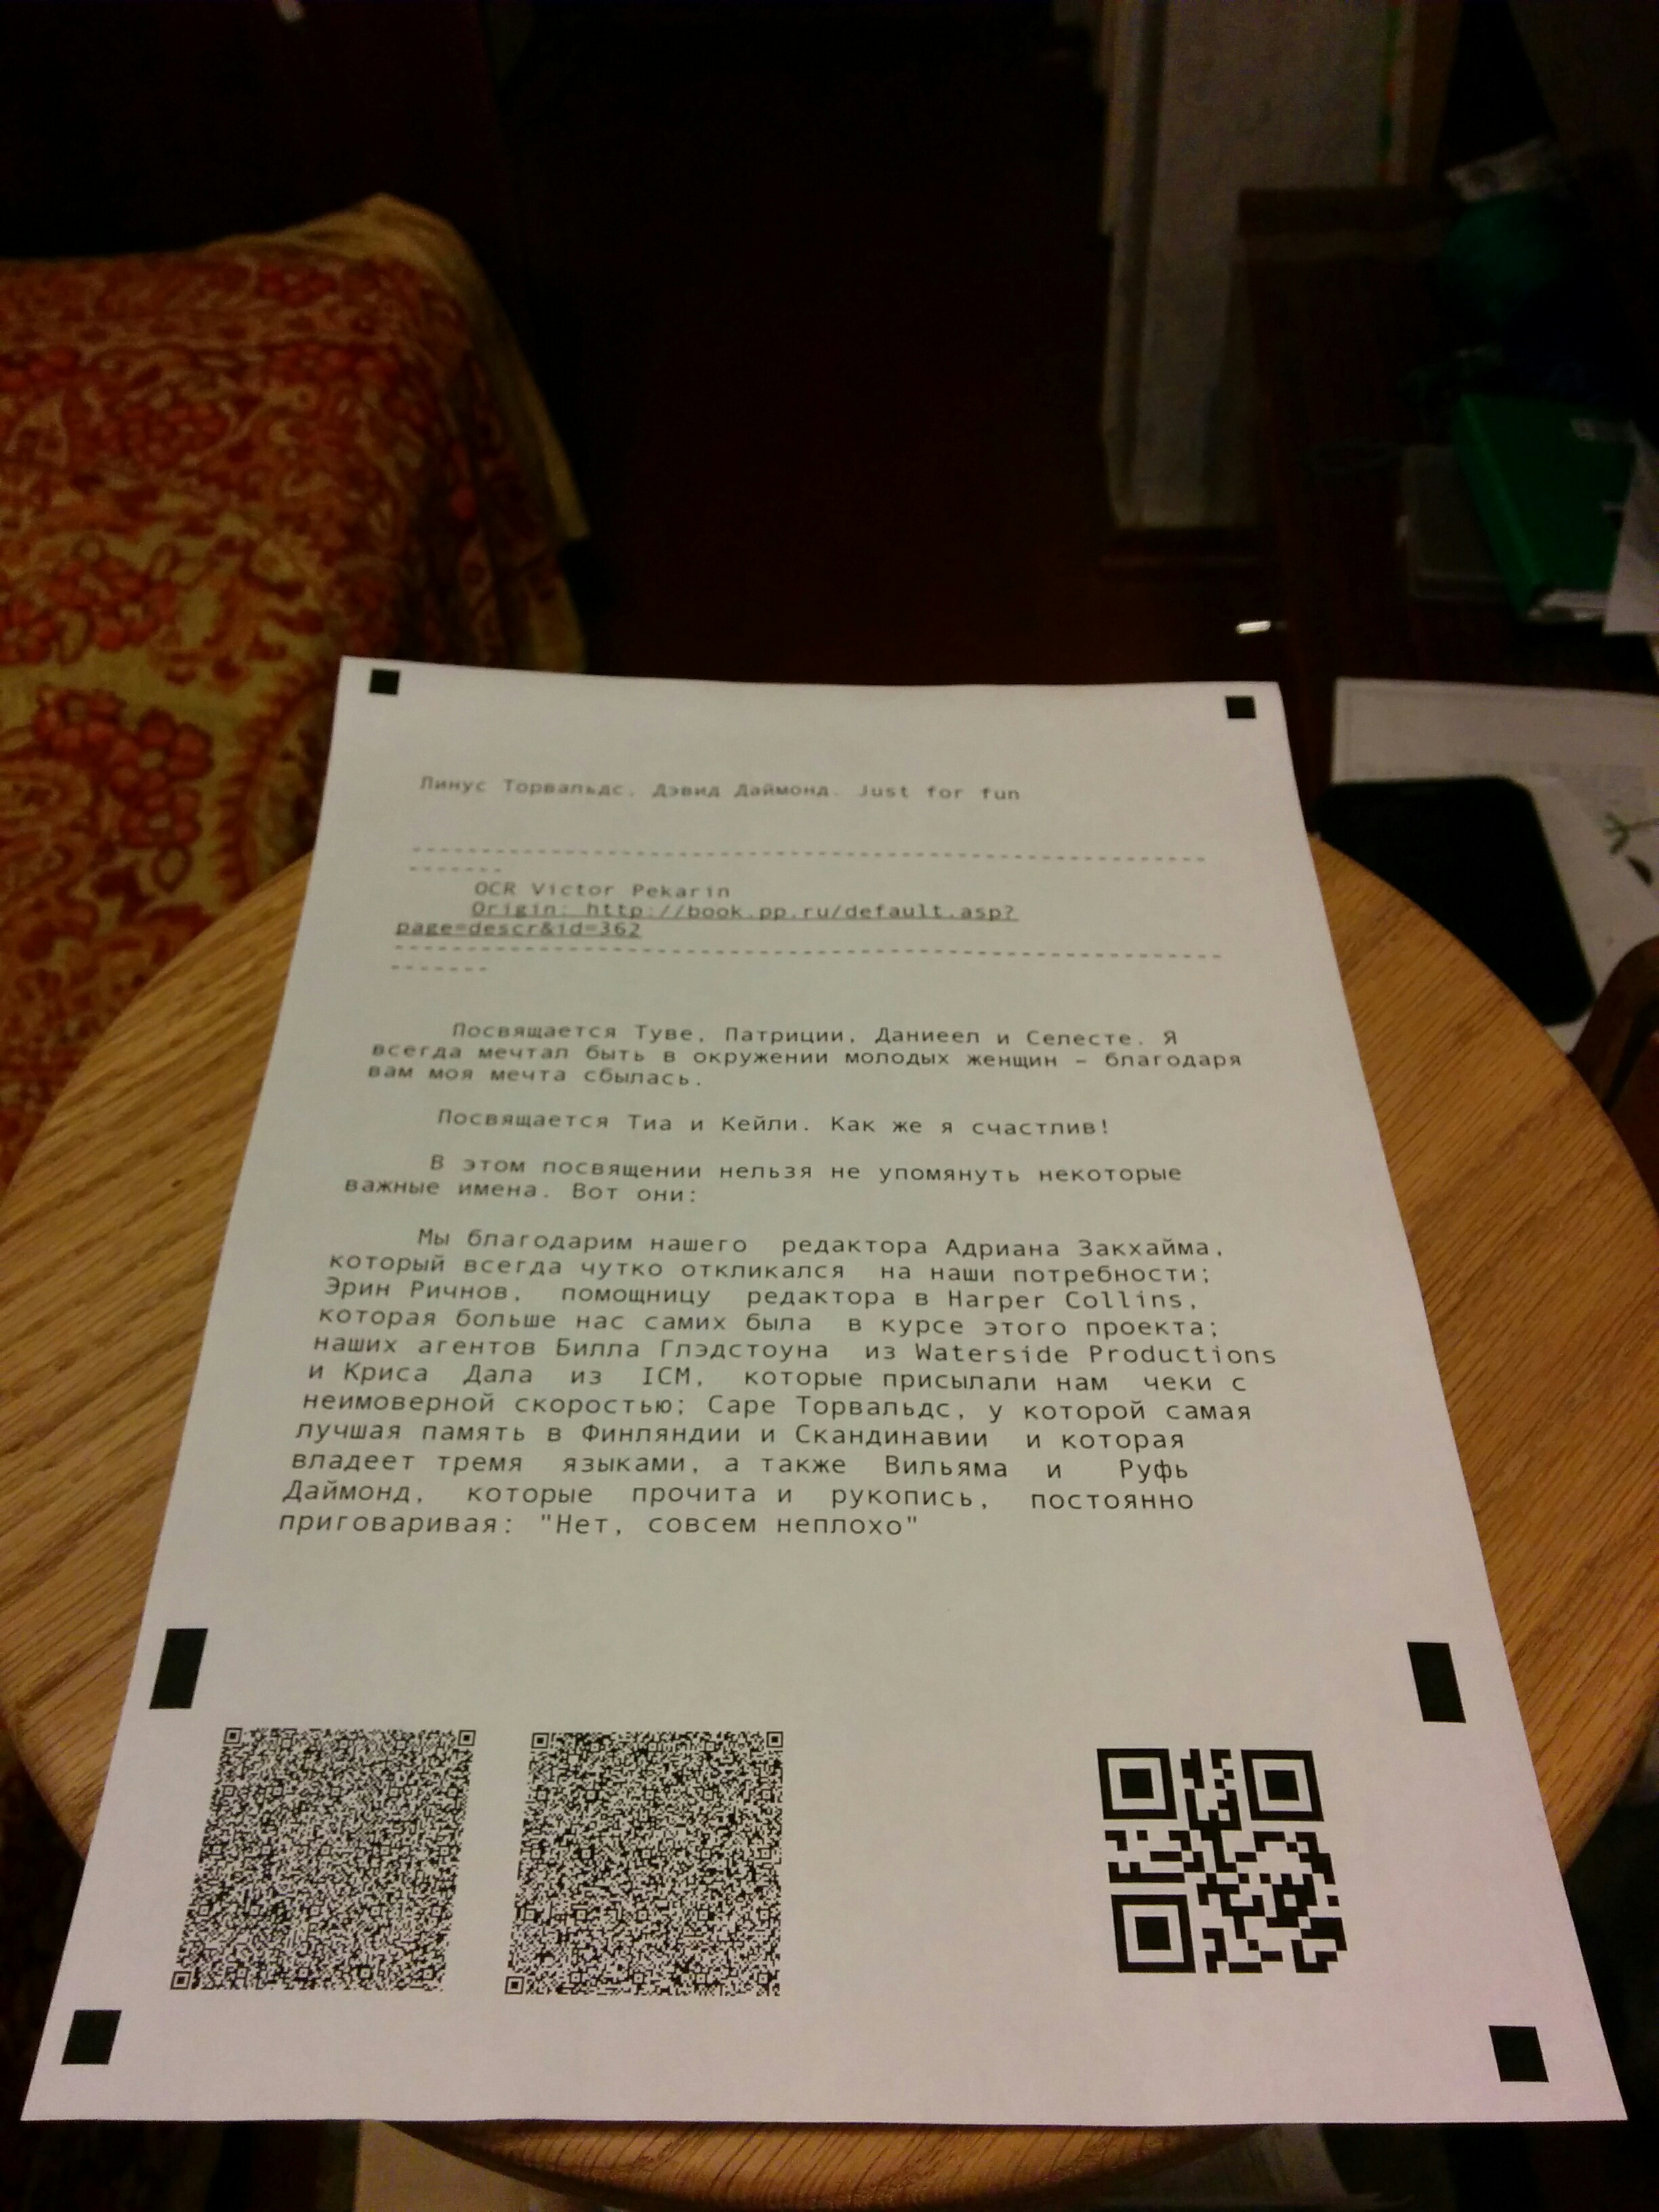 Линус Торвальдс, Дэвид Даймонд. Just for fun
---------------------------------------------------------------
-------
OCR Victor Pekarin
Origin: http://book.pp.ru/default.asp?
page=descr&id=362
---------------------------------------------------------------
-------
Посвящается Туве, Патриции, Даниеел и Селесте. Я
всегда мечтал быть в окружении молодых женщин - благодаря
вам моя мечта сбылась.
Посвящается Тиа и Кейли. Как же я счастлив!
В этом посвящении нельзя не упомянуть некоторые
важные имена. Вот они:
Мы благодарим нашего редактора Адриана Закхайма,
который всегда чутко откликался на наши потребности;
Эрин Ричнов, помощницу редактора в Harper Collins,
которая больше нас самих была в курсе этого проекта;
наших агентов Билла Глэдстоуна из Waterside Productions
и Криса Дала из ICM, которые присылали нам чеки с
неимоверной скоростью; Саре Торвальдс, у которой самая
лучшая память в Финляндии и Скандинавии и которая
владеет тремя языками, а также Вильяма и Руфь
Даймонд, которые прочита и рукопись, постоянно
приговаривая: "Нет, совсем неплохо"